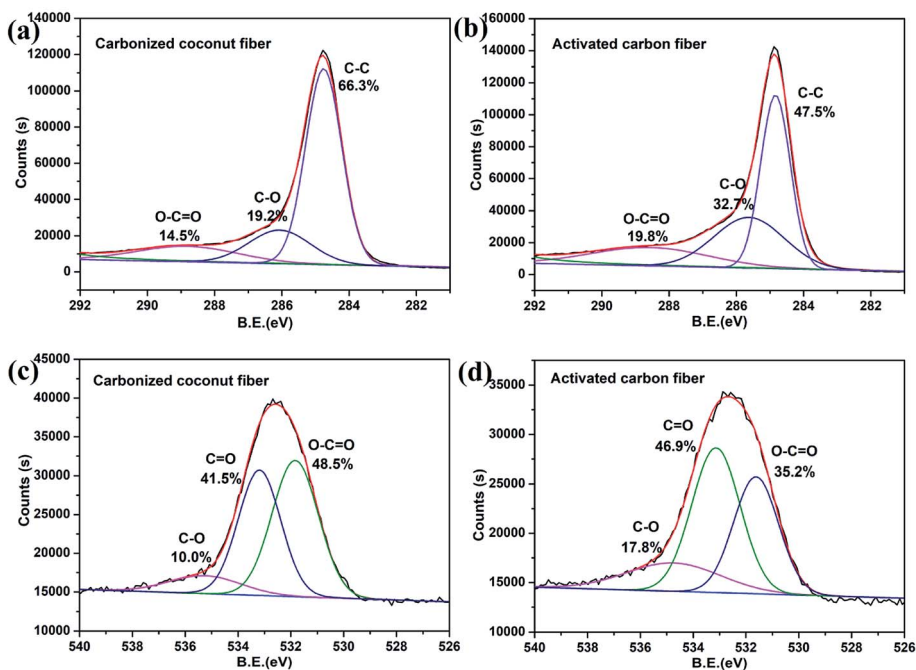 (a)
Carbonized coconut fiber
C-C
66.3%
C-O
19.2%
O-C=O
14.5%
140000
120000
100000
80000
60000
40000
20000
0
Counts (s)
292 290 288 286 284 282
B.E.(eV)
(b)
Activated carbon fiber
C-C
47.5%
C-O
32.7%
O-C=O
19.8%
160000
140000
120000
100000
80000
60000
40000
20000
0
Counts (s)
292 290 288 286 284 282
B.E.(eV)
(c)
Carbonized coconut fiber
C=O
41.5%
O-C=O
48.5%
C-O
10.0%
45000
40000
35000
30000
25000
20000
15000
10000
Counts (s)
540 538 536 534 532 530 528 526
B.E.(eV)
(d)
Activated carbon fiber
C=O
46.9%
O-C=O
35.2%
C-O
17.8%
35000
30000
25000
20000
15000
10000
Counts (s)
540 538 536 534 532 530 528 526
B.E.(eV)